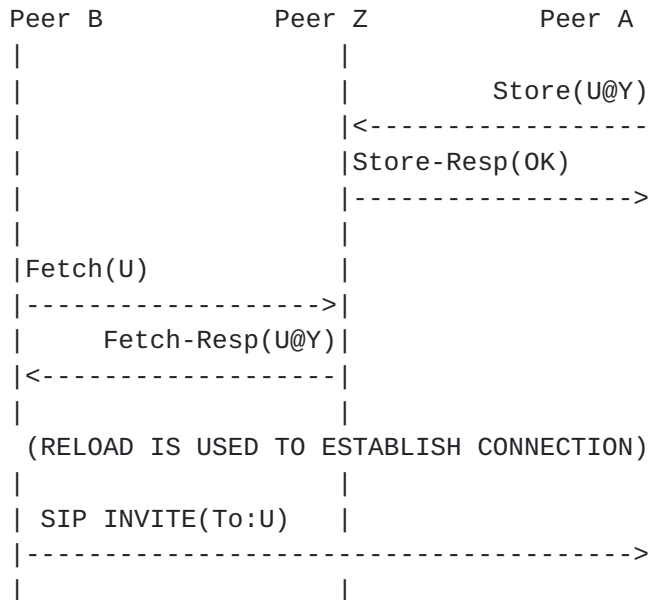 Peer B           Peer Z           Peer A
|                     |
|                     |         Store(U@Y)
|                     |<------------------
|                     |Store-Resp(OK)
|                     |------------------>
|                     |
|Fetch(U)             |
|------------------->|
|     Fetch-Resp(U@Y)|
|<-------------------|
|                     |
(RELOAD IS USED TO ESTABLISH CONNECTION)
|                     |
| SIP INVITE(To:U)    |
|--------------------------------------->
|                     |